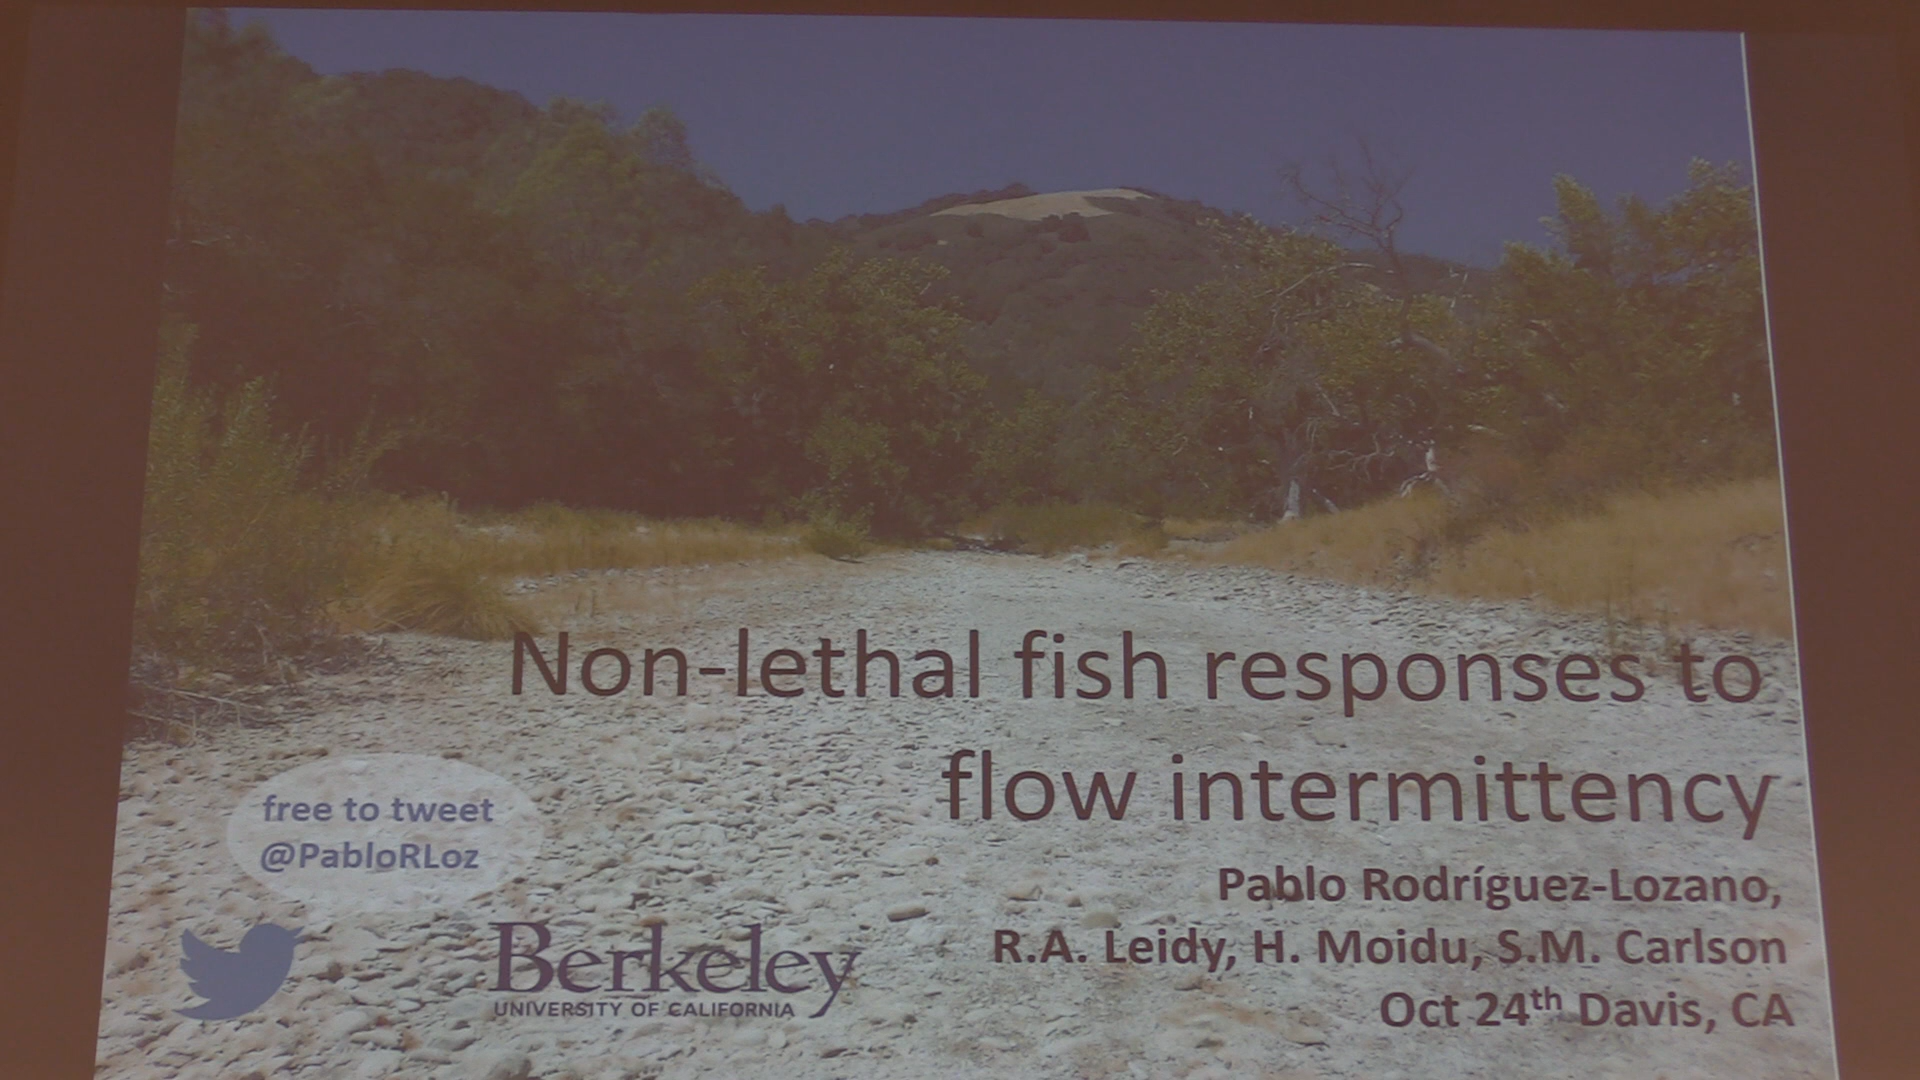 Non-lethal fish responses to
flow intermittency
free to tweet
@PabloRLoz
Pablo Rodríguez-Lozano,
R.A. Leidy, H. Moidu, S.M. Carlson
Oct 24th Davis, CA
Berkeley
UNIVERSITY OF CALIFORNIA